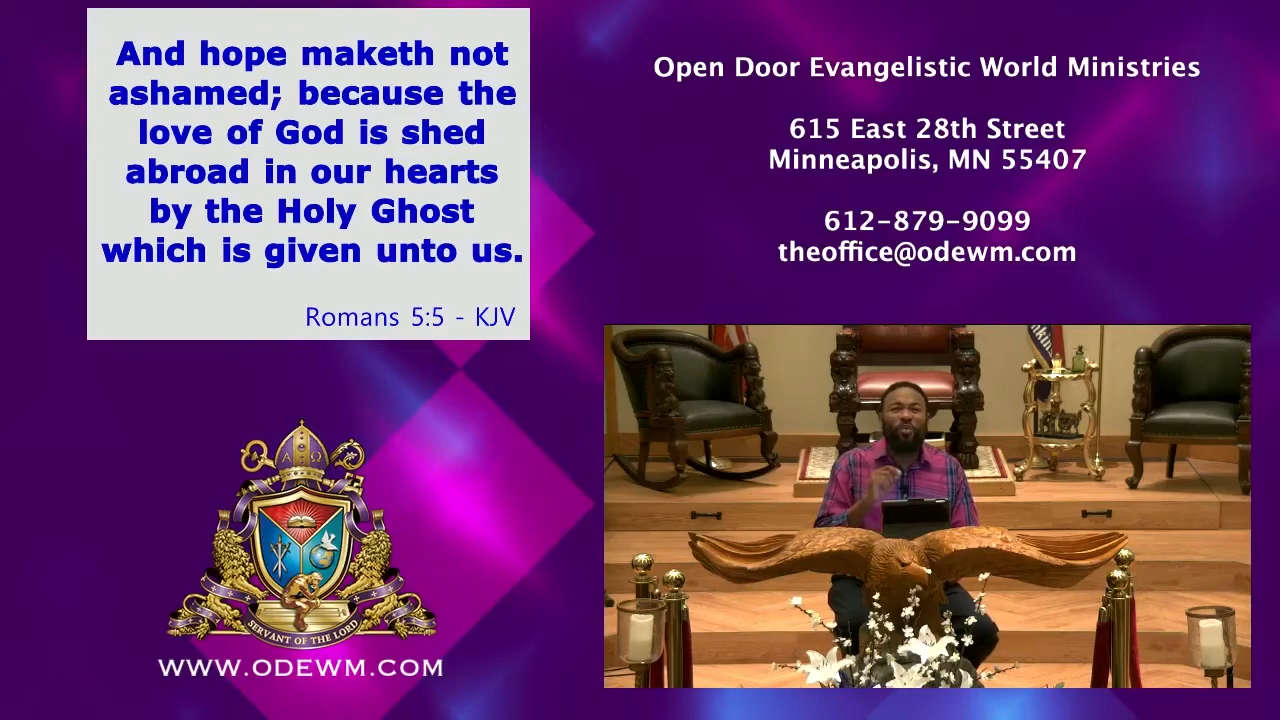 And hope maketh not
ashamed; because the
love of God is shed
abroad in our hearts
by the Holy Ghost
which is given unto us.
Romans 5:5 - KJV
Open Door Evangelistic World Ministries
615 East 28th Street
Minneapolis, MN 55407
612-879-9099
theoffice@odewm.com
Α Ω
SERVANT OF THE LORD
WWW.ODEWM.COM